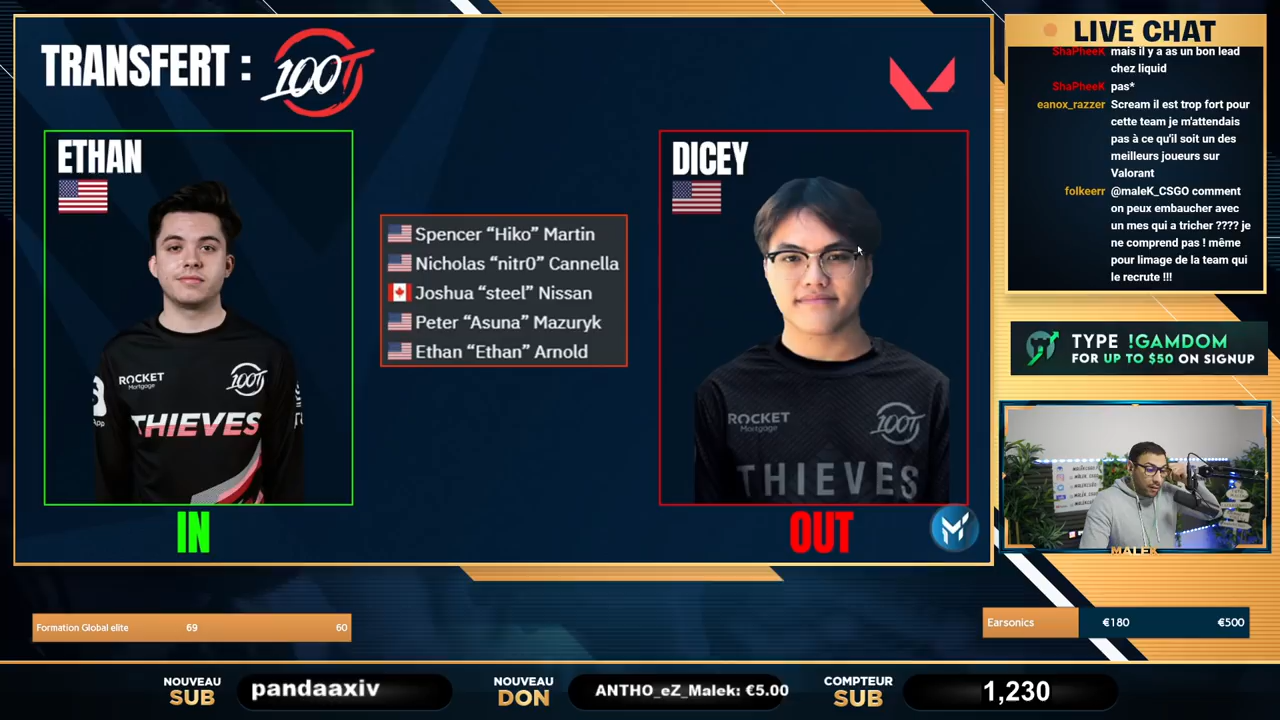 TRANSFERT : 100T
ETHAN
ROCKET
Mortgage
100T
THIEVES
IN
Spencer “Hiko” Martin
Nicholas “nitr0” Cannella
Joshua “steel” Nissan
Peter “Asuna” Mazuryk
Ethan “Ethan” Arnold
DICEY
ROCKET
Mortgage
100T
THIEVES
OUT
LIVE CHAT
ShaPheeK mais il y a as un bon lead
chez liquid
ShaPheeK pas*
eanox_razzer Scream il est trop fort pour
cette team je m'attendais
pas à ce qu'il soit un des
meilleurs joueurs sur
Valorant
folkeerr @maleK_CSGO comment
on peux embaucher avec
un mes qui a tricher ???? je
ne comprend pas ! même
pour limage de la team qui
le recrute !!!
TYPE !GAMDOM
FOR UP TO $50 ON SIGNUP
MALEK
Formation Global elite 69 60
Earsonics €180 €500
NOUVEAU
SUB
pandaaxiv
NOUVEAU
DON
ANTHO_eZ_Malek: €5.00
COMPTEUR
SUB
1,230